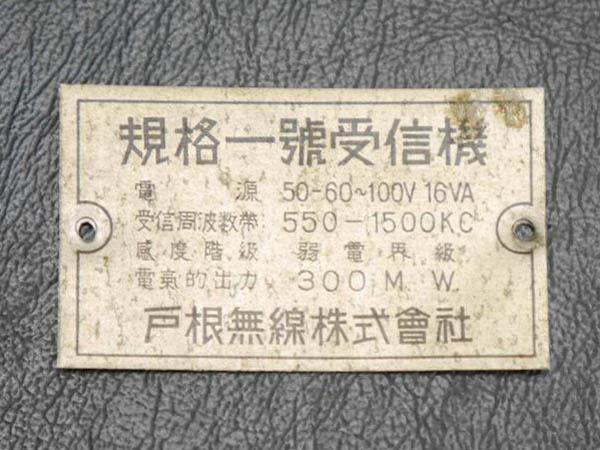 規格一號受信機
電源 50-60~100V 16VA
受信周波数帶 550-1500KC
感度階級 弱電界級
電氣的出力 300 M. W.
戸根無線株式會社